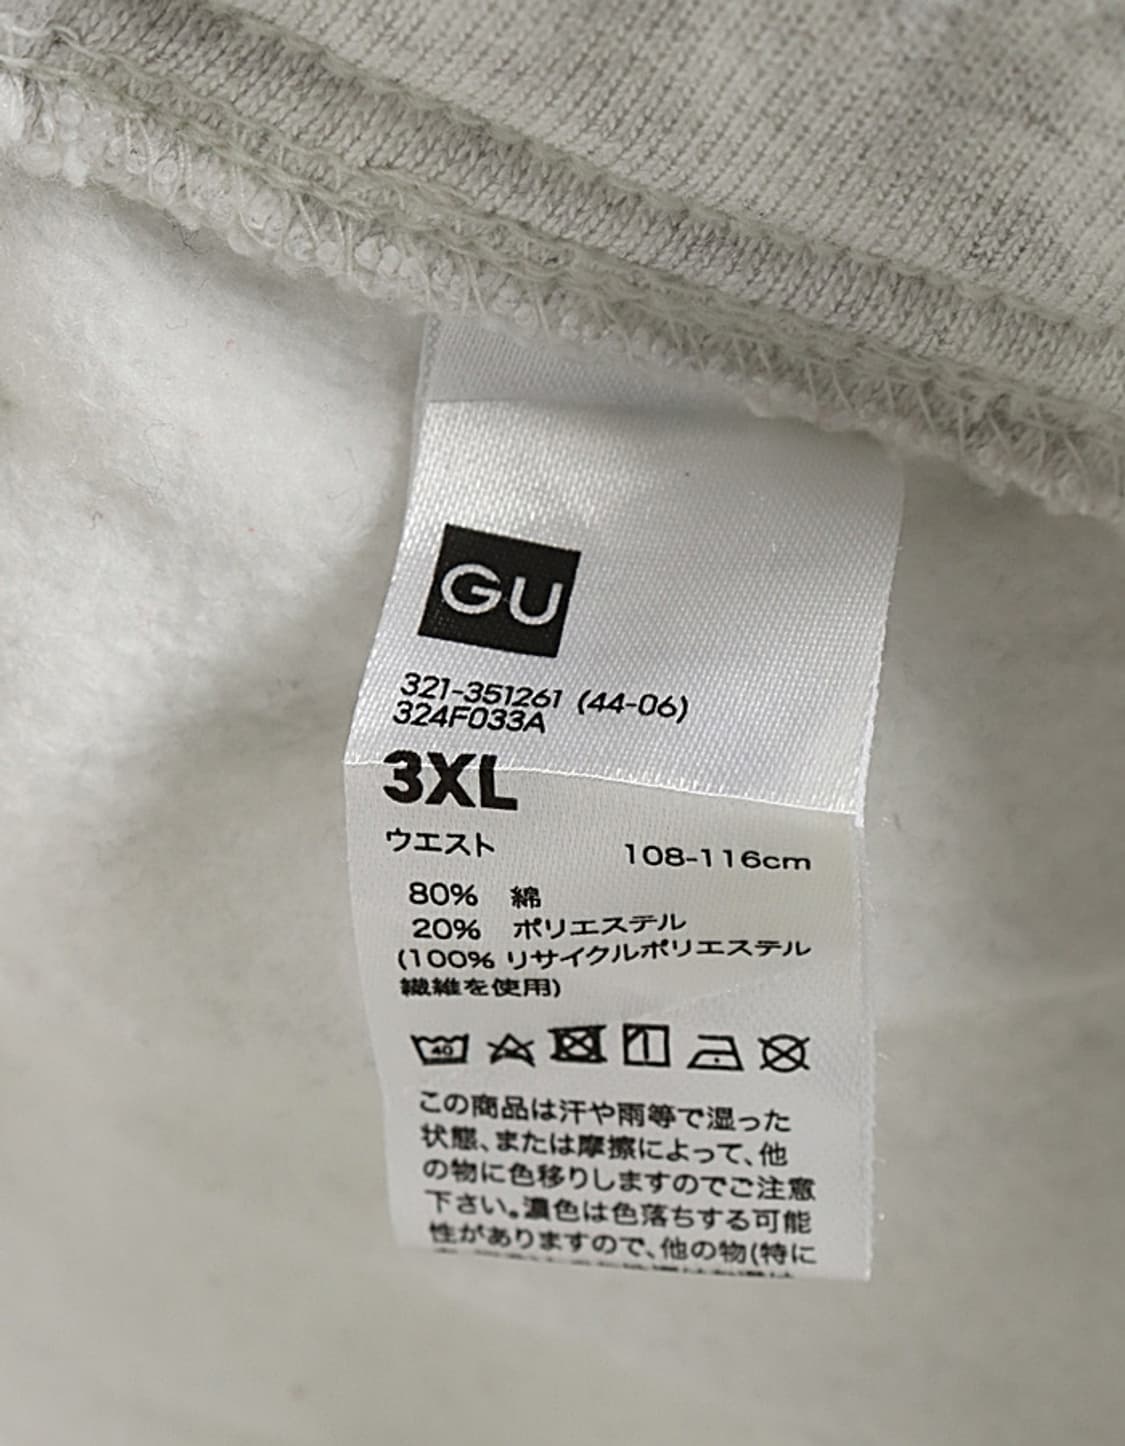 GU
321-351261 (44-06)
324F033A
3XL
ウエスト 108-116cm
80% 綿
20% ポリエステル
(100% リサイクルポリエステル
繊維を使用)
40
この商品は汗や雨等で湿った
状態、または摩擦によって、他
の物に色移りしますのでご注意
下さい。濃色は色落ちする可能
性がありますので、他の物(特に